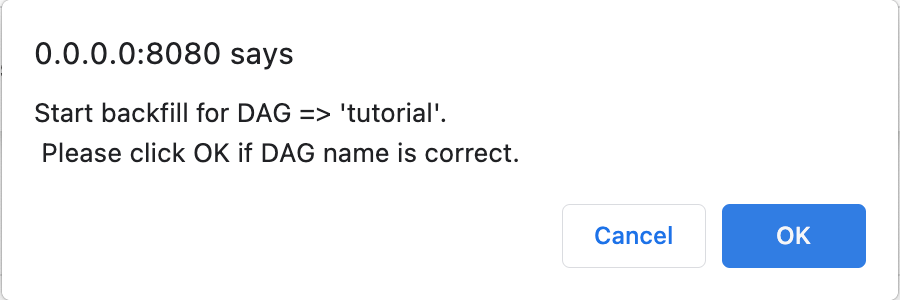 0.0.0.0:8080 says
Start backfill for DAG => 'tutorial'.
Please click OK if DAG name is correct.
Cancel
OK